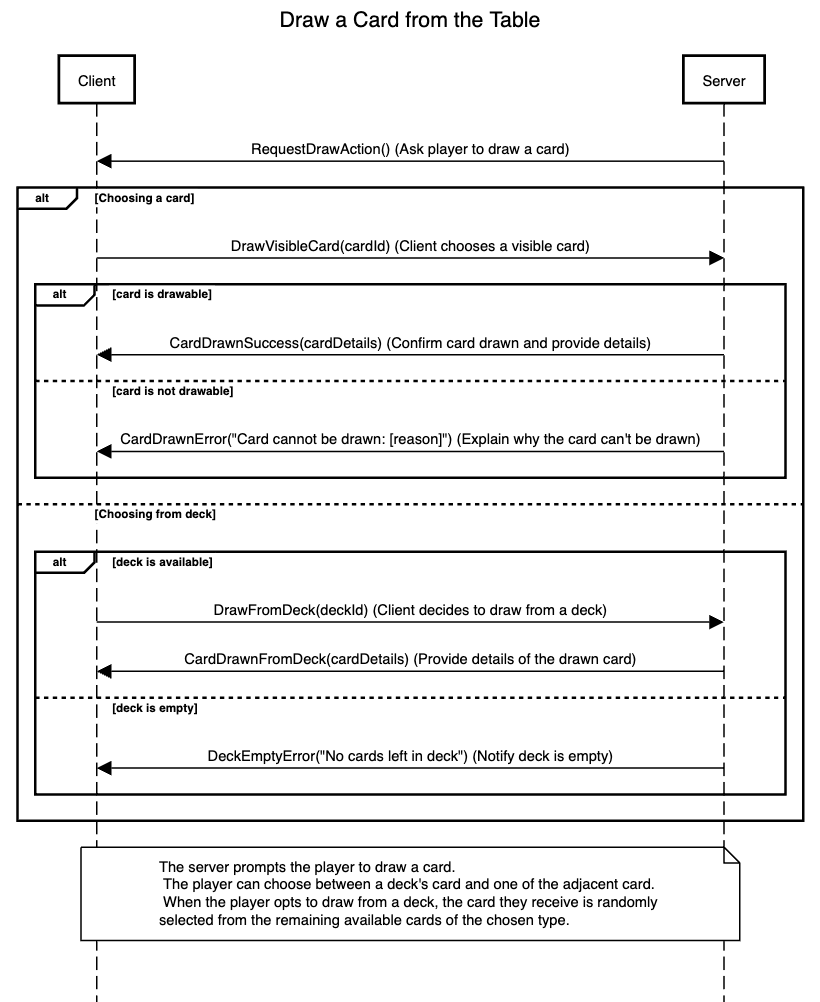 Draw a Card from the Table
Client
Server
RequestDrawAction() (Ask player to draw a card)
alt
[Choosing a card]
DrawVisibleCard(cardId) (Client chooses a visible card)
alt
[card is drawable]
CardDrawnSuccess(cardDetails) (Confirm card drawn and provide details)
[card is not drawable]
CardDrawnError("Card cannot be drawn: [reason]") (Explain why the card can't be drawn)
[Choosing from deck]
alt
[deck is available]
DrawFromDeck(deckId) (Client decides to draw from a deck)
CardDrawnFromDeck(cardDetails) (Provide details of the drawn card)
[deck is empty]
DeckEmptyError("No cards left in deck") (Notify deck is empty)
The server prompts the player to draw a card.
The player can choose between a deck's card and one of the adjacent card.
When the player opts to draw from a deck, the card they receive is randomly
selected from the remaining available cards of the chosen type.